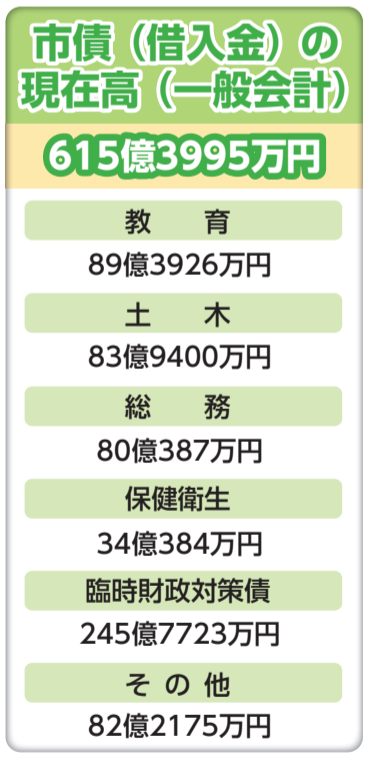 市債（借入金）の
現在高（一般会計）
615億3995万円
教育
89億3926万円
土木
83億9400万円
総務
80億387万円
保健衛生
34億384万円
臨時財政対策債
245億7723万円
その他
82億2175万円